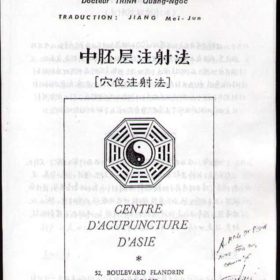 Docteur TRINH Quang-Ngoc
TRADUCTION: JIANG Mei-Jun
中胚层注射法
[穴位注射法]
CENTRE
D'ACUPUNCTURE
D'ASIE
*
52, BOULEVARD FLANDRIN